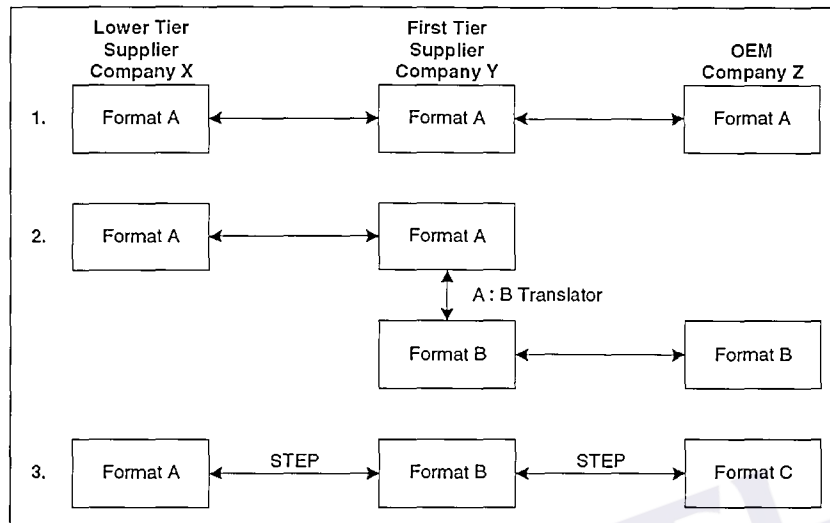 Lower Tier
Supplier
Company X
First Tier
Supplier
Company Y
OEM
Company Z
1.
Format A
Format A
Format A
2.
Format A
Format A
A : B Translator
Format B
Format B
3.
Format A
STEP
Format B
STEP
Format C